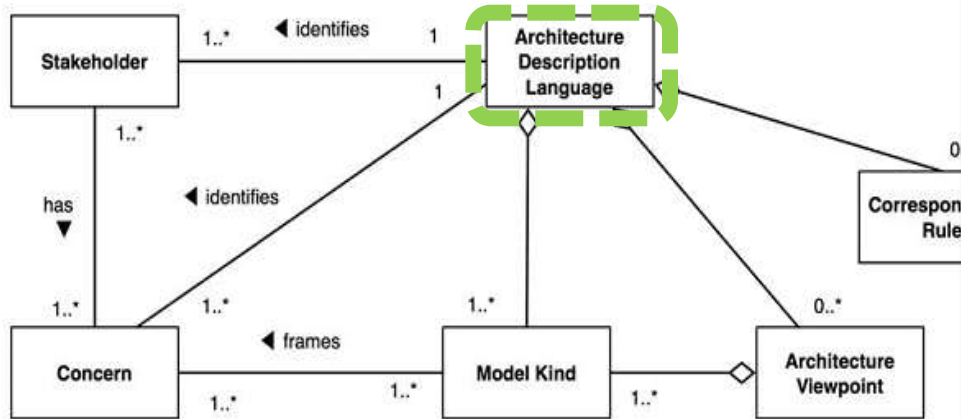 1..*
◀ identifies
1
Architecture
Description
Language
Stakeholder
1
1..*
0
◀ identifies
has
▼
Correspon
Rule
1..*
1..*
1..*
0..*
◀ frames
Concern
Model Kind
Architecture
Viewpoint
1..*
1..*
1..*